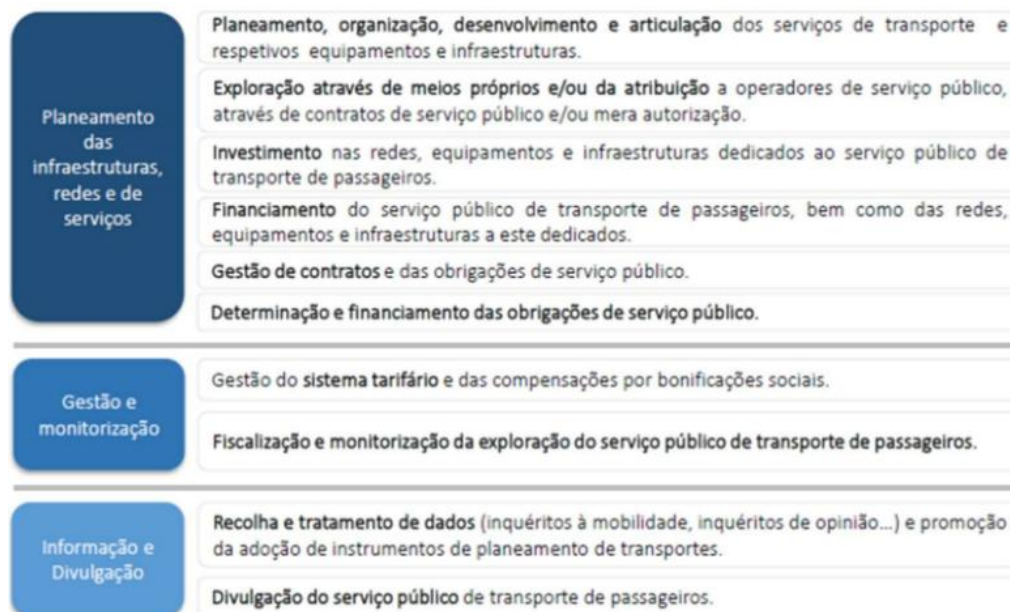 Planeamento
das
infraestruturas,
redes e de
serviços
Planeamento, organização, desenvolvimento e articulação dos serviços de transporte e
respetivos equipamentos e infraestruturas.
Exploração através de meios próprios e/ou da atribuição a operadores de serviço público,
através de contratos de serviço público e/ou mera autorização.
Investimento nas redes, equipamentos e infraestruturas dedicados ao serviço público de
transporte de passageiros.
Financiamento do serviço público de transporte de passageiros, bem como das redes,
equipamentos e infraestruturas a este dedicados.
Gestão de contratos e das obrigações de serviço público.
Determinação e financiamento das obrigações de serviço público.
Gestão e
monitorização
Gestão do sistema tarifário e das compensações por bonificações sociais.
Fiscalização e monitorização da exploração do serviço público de transporte de passageiros.
Informação e
Divulgação
Recolha e tratamento de dados (inquéritos à mobilidade, inquéritos de opinião...) e promoção
da adoção de instrumentos de planeamento de transportes.
Divulgação do serviço público de transporte de passageiros.